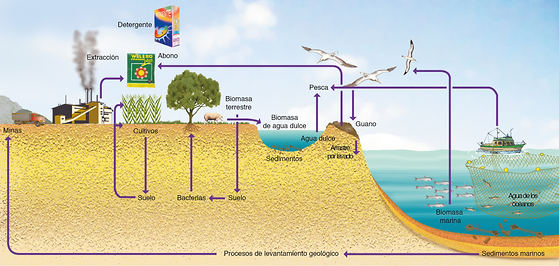 Detergente
Extracción
Abono
WELERO
Pesca
Biomasa
terrestre
Biomasa
de agua dulce
Guano
Minas
Cultivos
Agua dulce
Arrastre
por lavado
Sedimentos
Suelo
Bacterias
Suelo
Biomasa
marina
Agua de los
océanos
Procesos de levantamiento geológico
Sedimentos marinos